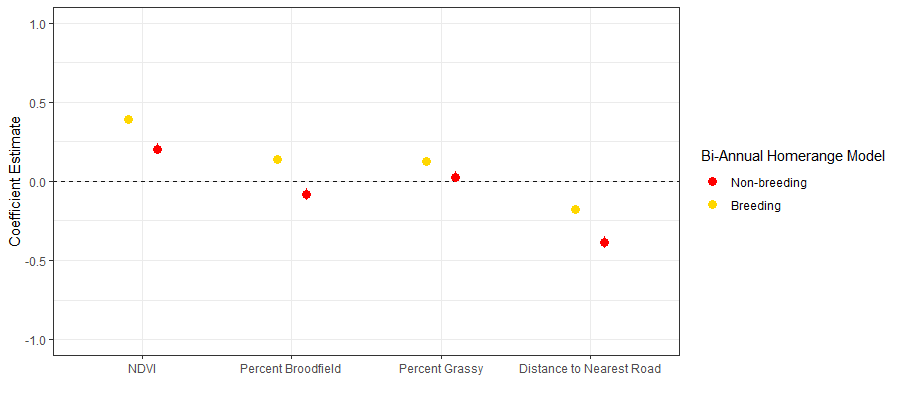 1.0
0.5
0.0
-0.5
-1.0
Coefficient Estimate
NDVI
Percent Broodfield
Percent Grassy
Distance to Nearest Road
Bi-Annual Homerange Model
Non-breeding
Breeding